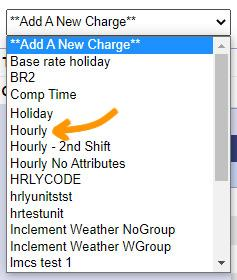 **Add A New Charge**
**Add A New Charge**
Base rate holiday
BR2
Comp Time
Holiday
Hourly
Hourly - 2nd Shift
Hourly No Attributes
HRLYCODE
hrlyunitstst
hrtestunit
Inclement Weather NoGroup
Inclement Weather WGroup
lmcs test 1